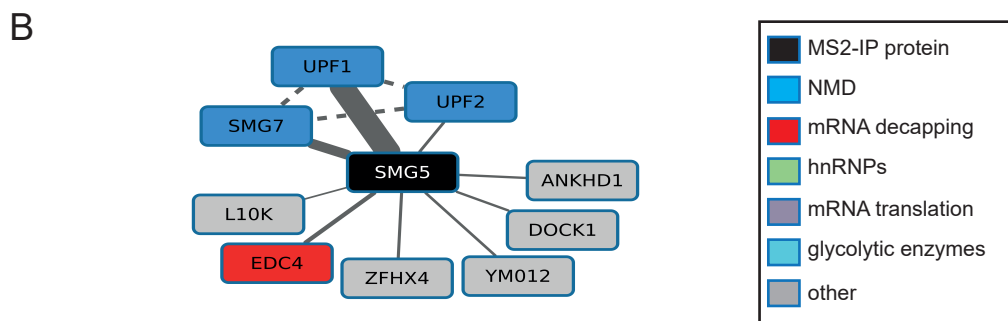 B
UPF1
UPF2
SMG7
SMG5
ANKHD1
L10K
DOCK1
EDC4
ZFHX4
YM012
MS2-IP protein
NMD
mRNA decapping
hnRNPs
mRNA translation
glycolytic enzymes
other